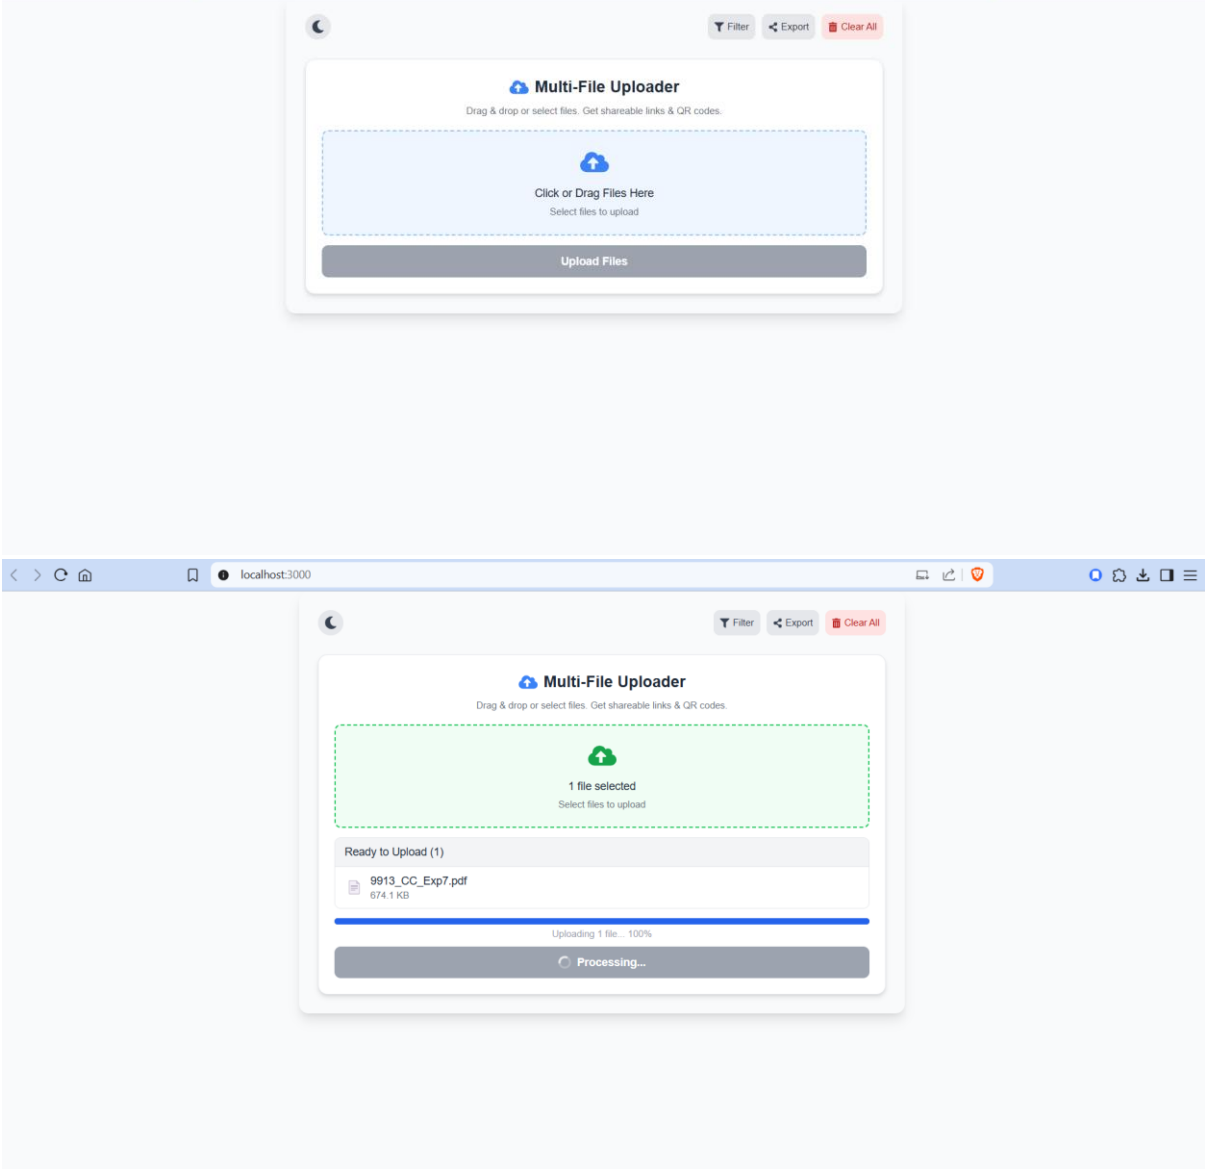 Filter Export Clear All
Multi-File Uploader
Drag & drop or select files. Get shareable links & QR codes.
Click or Drag Files Here
Select files to upload
Upload Files
localhost:3000
Filter Export Clear All
Multi-File Uploader
Drag & drop or select files. Get shareable links & QR codes.
1 file selected
Select files to upload
Ready to Upload (1)
9913_CC_Exp7.pdf
674.1 KB
Uploading 1 file... 100%
Processing...